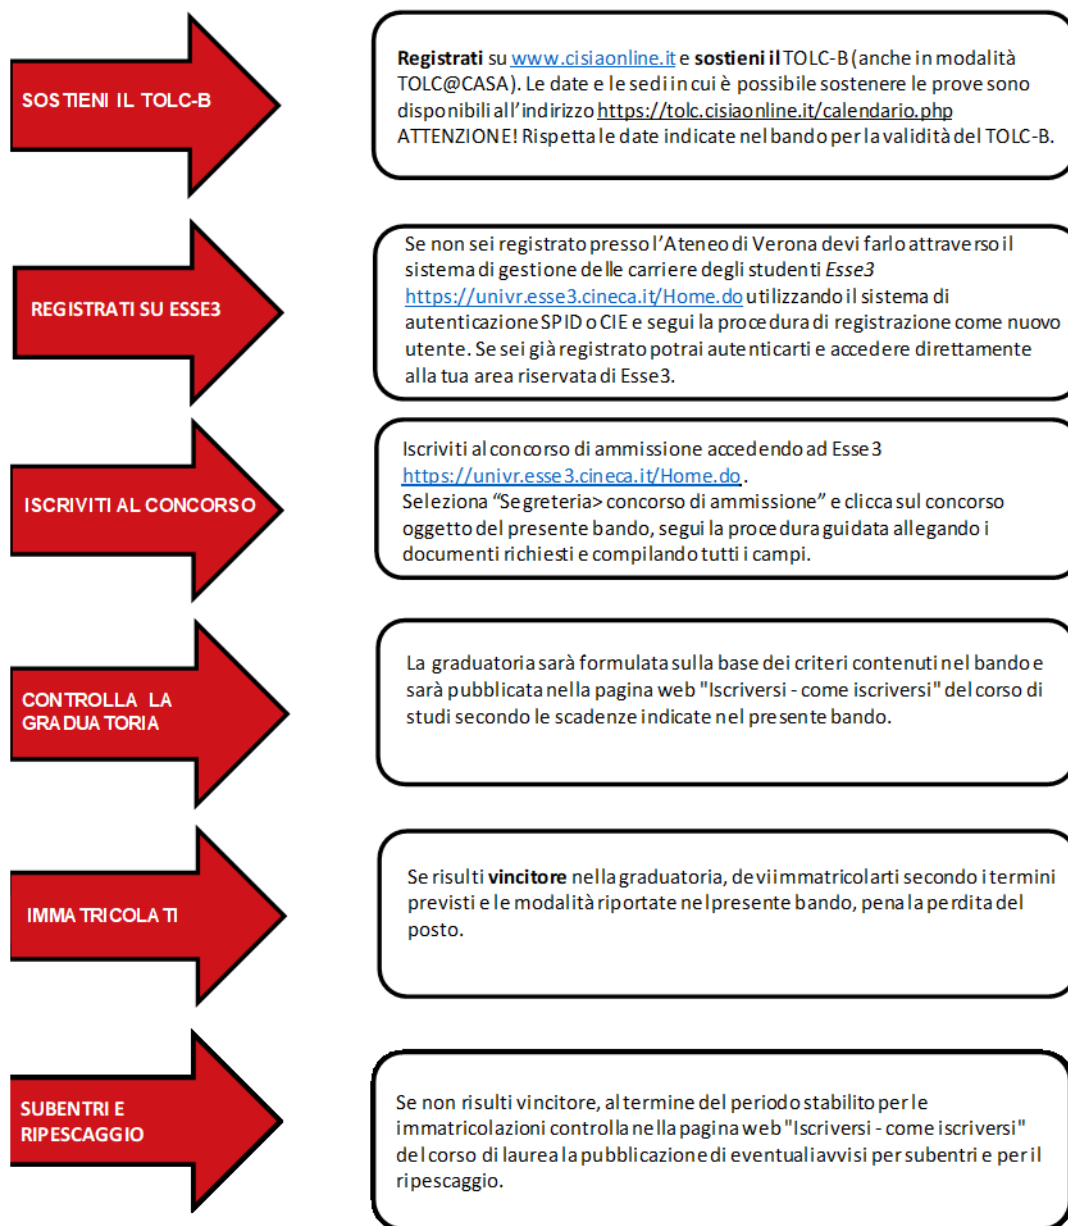 SOSTIENI IL TOLC-B
Registrati su www.cisiaonline.it e sostieni il TOLC-B (anche in modalità
TOLC@CASA). Le date e le sedi in cui è possibile sostenere le prove sono
disponibili all'indirizzo https://tolc.cisiaonline.it/calendario.php
ATTENZIONE! Rispetta le date indicate nel bando per la validità del TOLC-B.
REGISTRATI SU ESSE3
Se non sei registrato presso l'Ateneo di Verona devi farlo attraverso il
sistema di gestione delle carriere degli studenti Esse3
https://univr.esse3.cineca.it/Home.do utilizzando il sistema di
autenticazione SPID o CIE e segui la procedura di registrazione come nuovo
utente. Se sei già registrato potrai autenticarti e accedere direttamente
alla tua area riservata di Esse3.
ISCRIVITI AL CONCORSO
Iscriviti al concorso di ammissione accedendo ad Esse3
https://univr.esse3.cineca.it/Home.do.
Seleziona “Segreteria> concorso di ammissione” e clicca sul concorso
oggetto del presente bando, segui la procedura guidata allegando i
documenti richiesti e compilando tutti i campi.
CONTROLLA LA
GRADUATORIA
La graduatoria sarà formulata sulla base dei criteri contenuti nel bando e
sarà pubblicata nella pagina web "Iscriversi - come iscriversi" del corso di
studi secondo le scadenze indicate nel presente bando.
IMMATRICOLATI
Se risulti vincitore nella graduatoria, devi immatricolarti secondo i termini
previsti e le modalità riportate nel presente bando, pena la perdita del
posto.
SUBENTRI E
RIPESCAGGIO
Se non risulti vincitore, al termine del periodo stabilito per le
immatricolazioni controlla nella pagina web "Iscriversi - come iscriversi"
del corso di laurea la pubblicazione di eventuali avvisi per subentri e per il
ripescaggio.